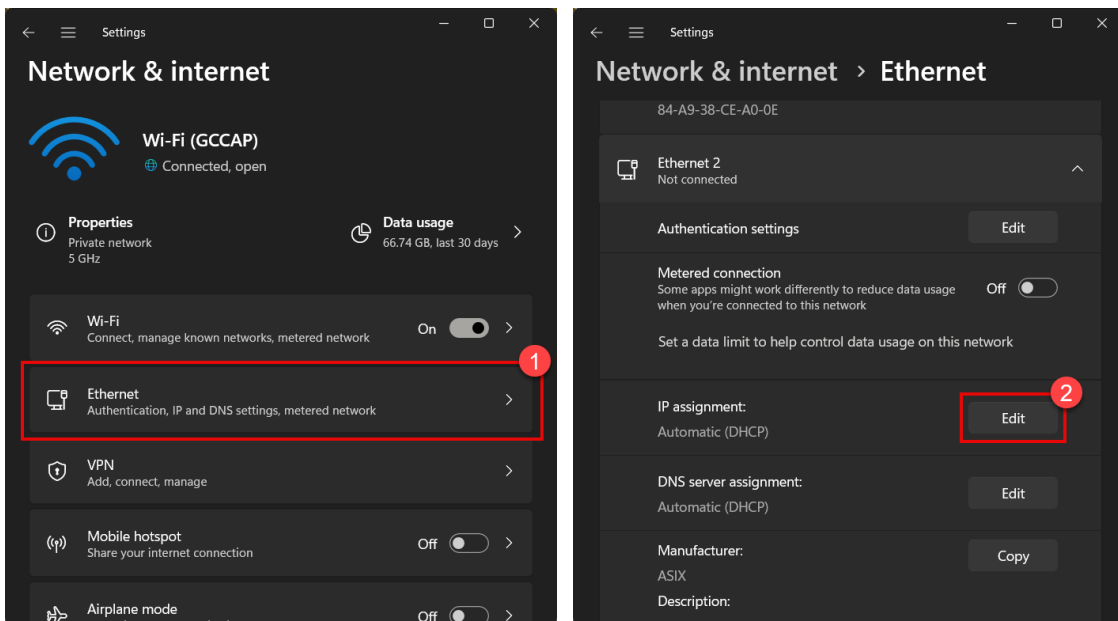 Settings
Network & internet
Wi-Fi (GCCAP)
Connected, open
Properties
Private network
5 GHz
Data usage
66.74 GB, last 30 days
Wi-Fi
Connect, manage known networks, metered network
On
1
Ethernet
Authentication, IP and DNS settings, metered network
VPN
Add, connect, manage
Mobile hotspot
Share your internet connection
Off
Airplane mode
Off
Settings
Network & internet > Ethernet
84-A9-38-CE-A0-0E
Ethernet 2
Not connected
Authentication settings
Edit
Metered connection
Some apps might work differently to reduce data usage
when you're connected to this network
Off
Set a data limit to help control data usage on this network
2
IP assignment:
Automatic (DHCP)
Edit
DNS server assignment:
Automatic (DHCP)
Edit
Manufacturer:
ASIX
Copy
Description: